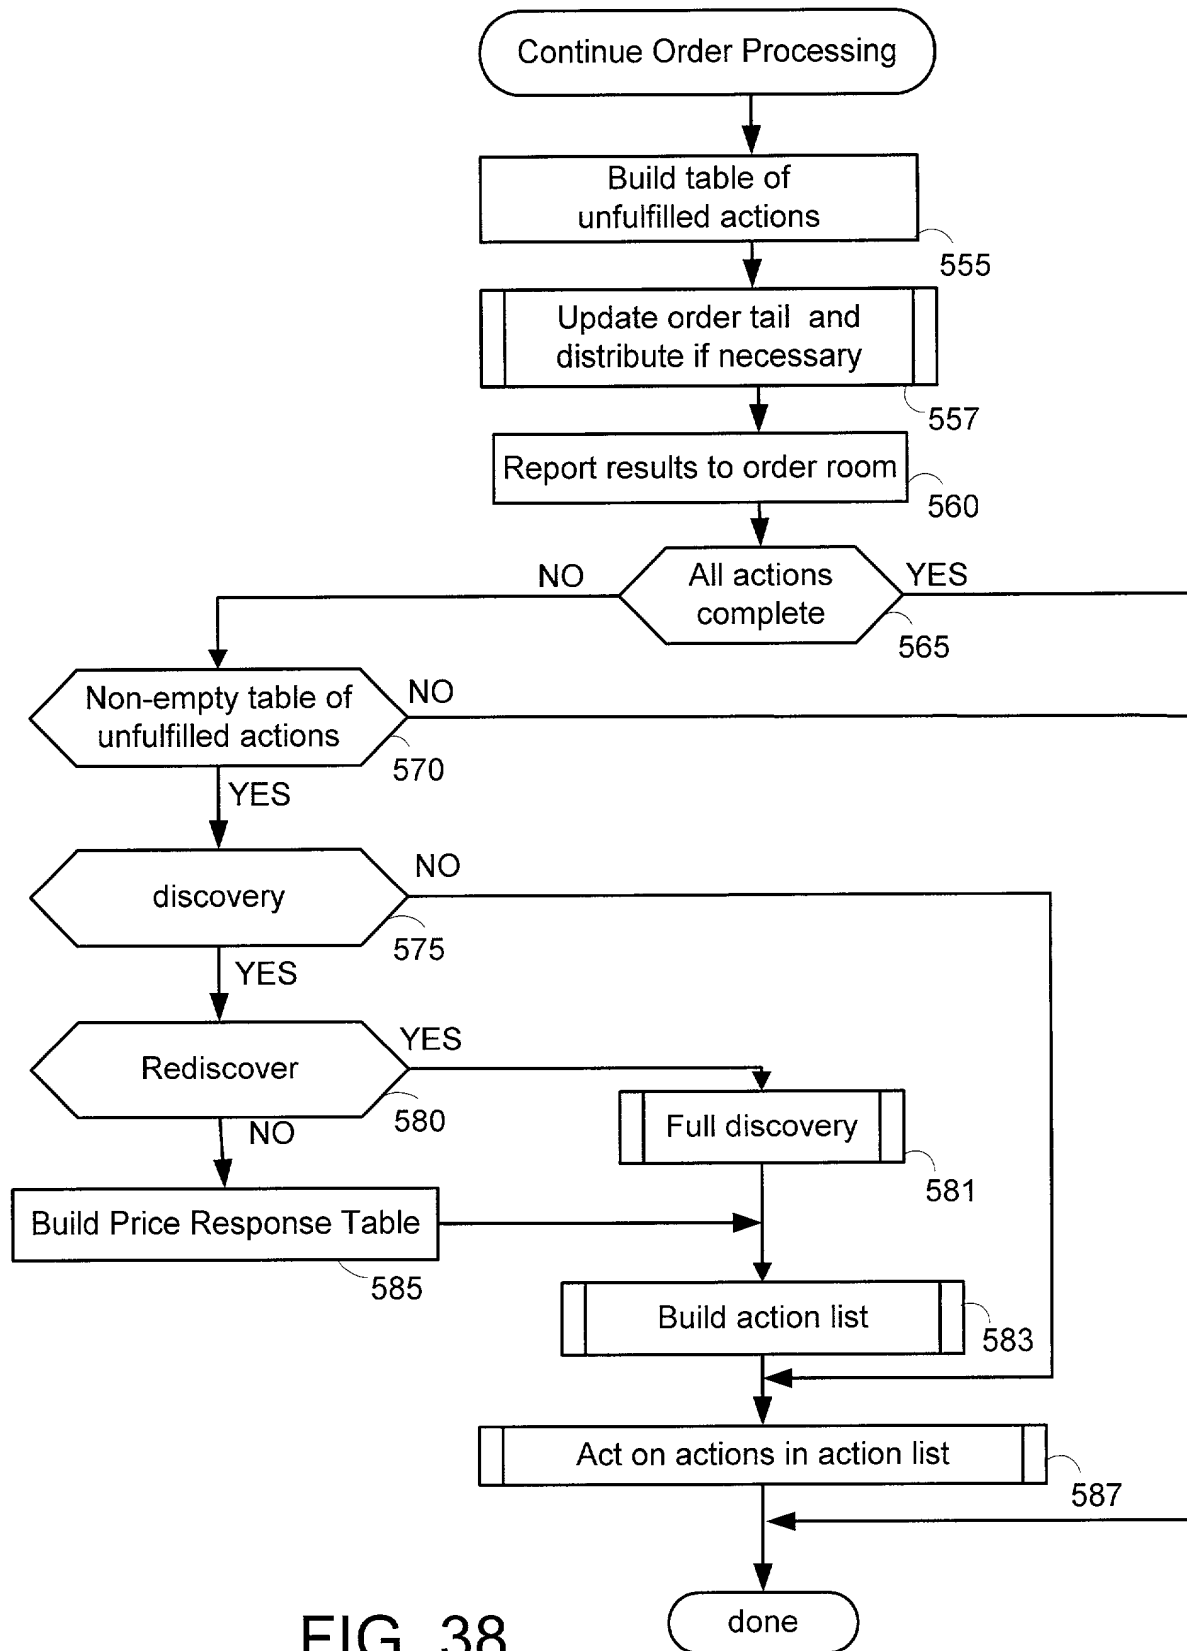 Continue Order Processing
Build table of
unfulfilled actions
555
Update order tail and
distribute if necessary
557
Report results to order room
560
NO
All actions
complete
YES
565
Non-empty table of
unfulfilled actions
NO
570
YES
discovery
NO
575
YES
Rediscover
YES
580
NO
Full discovery
581
Build Price Response Table
585
Build action list
583
Act on actions in action list
587
done
FIG. 38